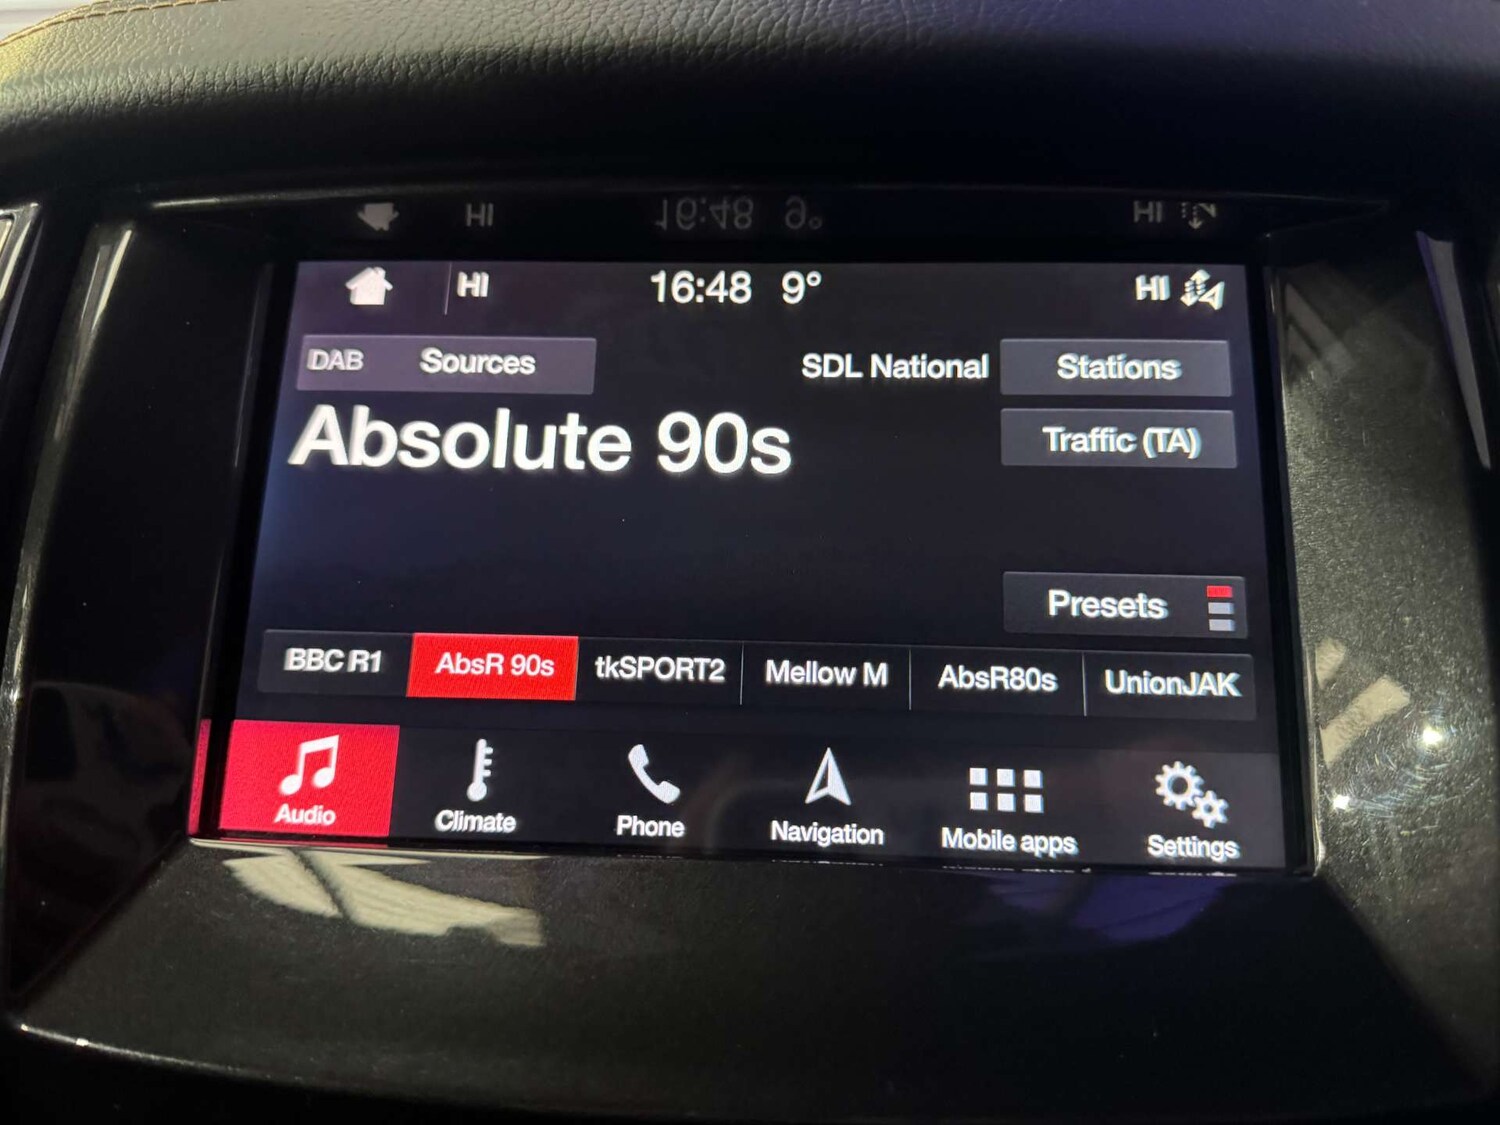 HI 16:48 9° HI
DAB Sources SDL National Stations
Absolute 90s
Traffic (TA)
Presets
BBC R1 AbsR 90s tkSPORT2 Mellow M AbsR80s UnionJAK
Audio Climate Phone Navigation Mobile apps Settings